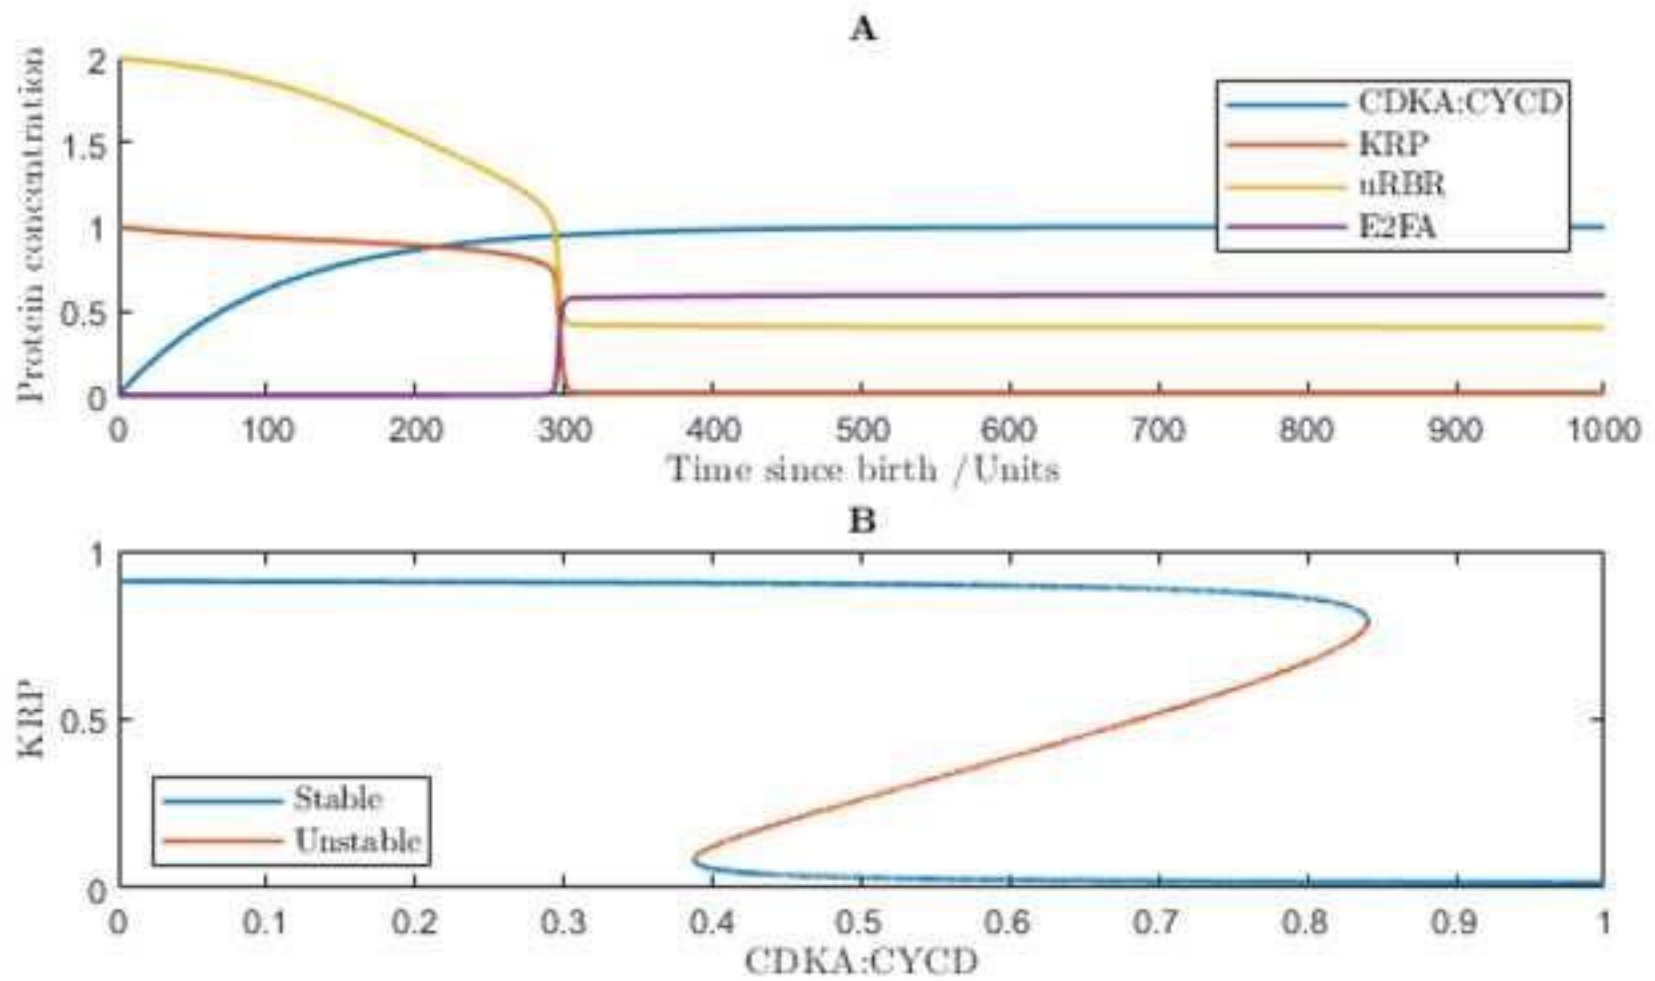 A
Protein concentration
2
1.5
1
0.5
0
CDKA:CYCD
KRP
uRBR
E2FA
0 100 200 300 400 500 600 700 800 900 1000
Time since birth /Units
B
KRP
1
0.5
0
Stable
Unstable
0 0.1 0.2 0.3 0.4 0.5 0.6 0.7 0.8 0.9 1
CDKA:CYCD